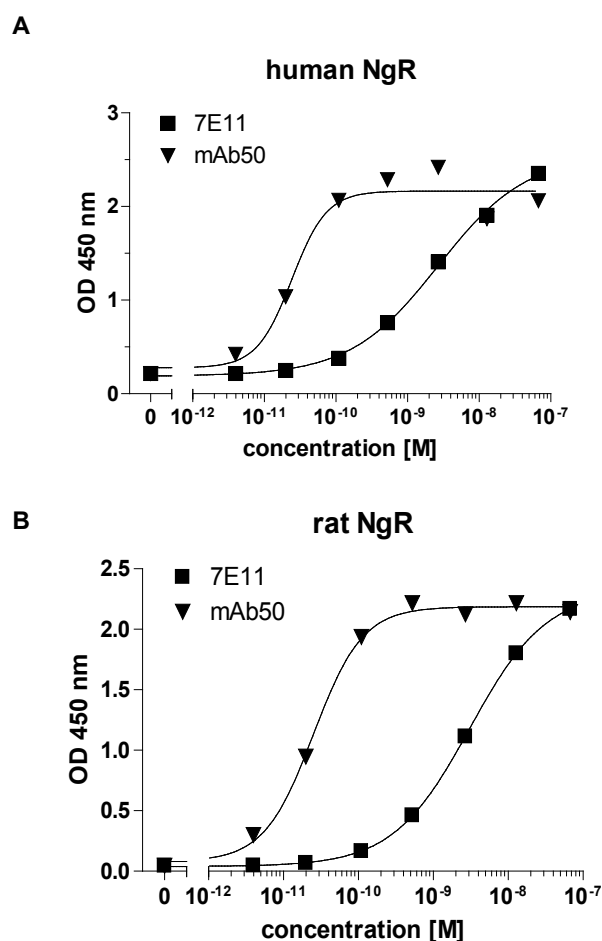 A
human NgR
7E11
mAb50
3
2
1
0
OD 450 nm
0 10⁻¹² 10⁻¹¹ 10⁻¹⁰ 10⁻⁹ 10⁻⁸ 10⁻⁷
concentration [M]
B
rat NgR
7E11
mAb50
2.5
2.0
1.5
1.0
0.5
0.0
OD 450 nm
0 10⁻¹² 10⁻¹¹ 10⁻¹⁰ 10⁻⁹ 10⁻⁸ 10⁻⁷
concentration [M]